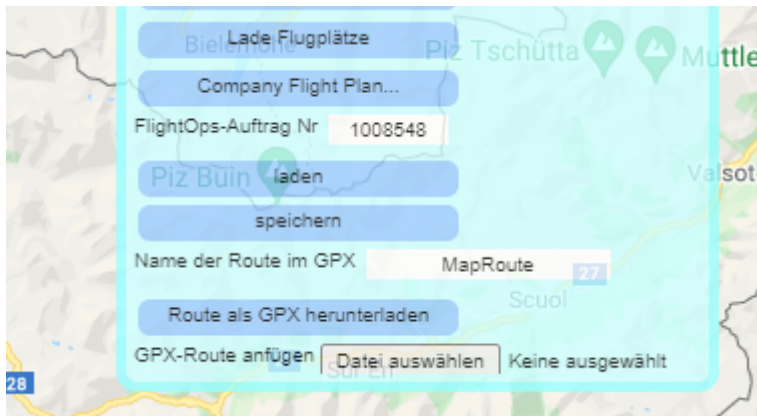 Lade Flugplätze
Bielerhöhe
Piz Tschütta
Muttle
Company Flight Plan...
FlightOps-Auftrag Nr 1008548
Piz Buin
laden
Valsot
speichern
Name der Route im GPX MapRoute
27
Scuol
Route als GPX herunterladen
GPX-Route anfügen Datei auswählen Keine ausgewählt
Sur En
28